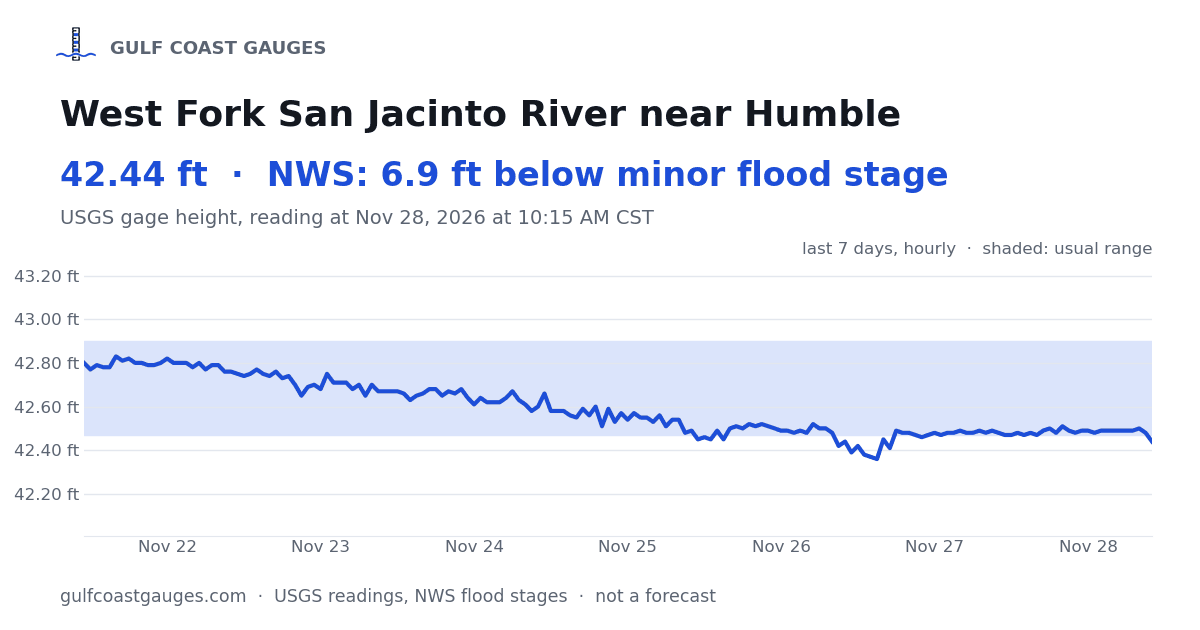 GULF COAST GAUGES
West Fork San Jacinto River near Humble
42.44 ft · NWS: 6.9 ft below minor flood stage
USGS gage height, reading at Nov 28, 2026 at 10:15 AM CST
last 7 days, hourly · shaded: usual range
43.20 ft
43.00 ft
42.80 ft
42.60 ft
42.40 ft
42.20 ft
Nov 22 Nov 23 Nov 24 Nov 25 Nov 26 Nov 27 Nov 28
gulfcoastgauges.com · USGS readings, NWS flood stages · not a forecast